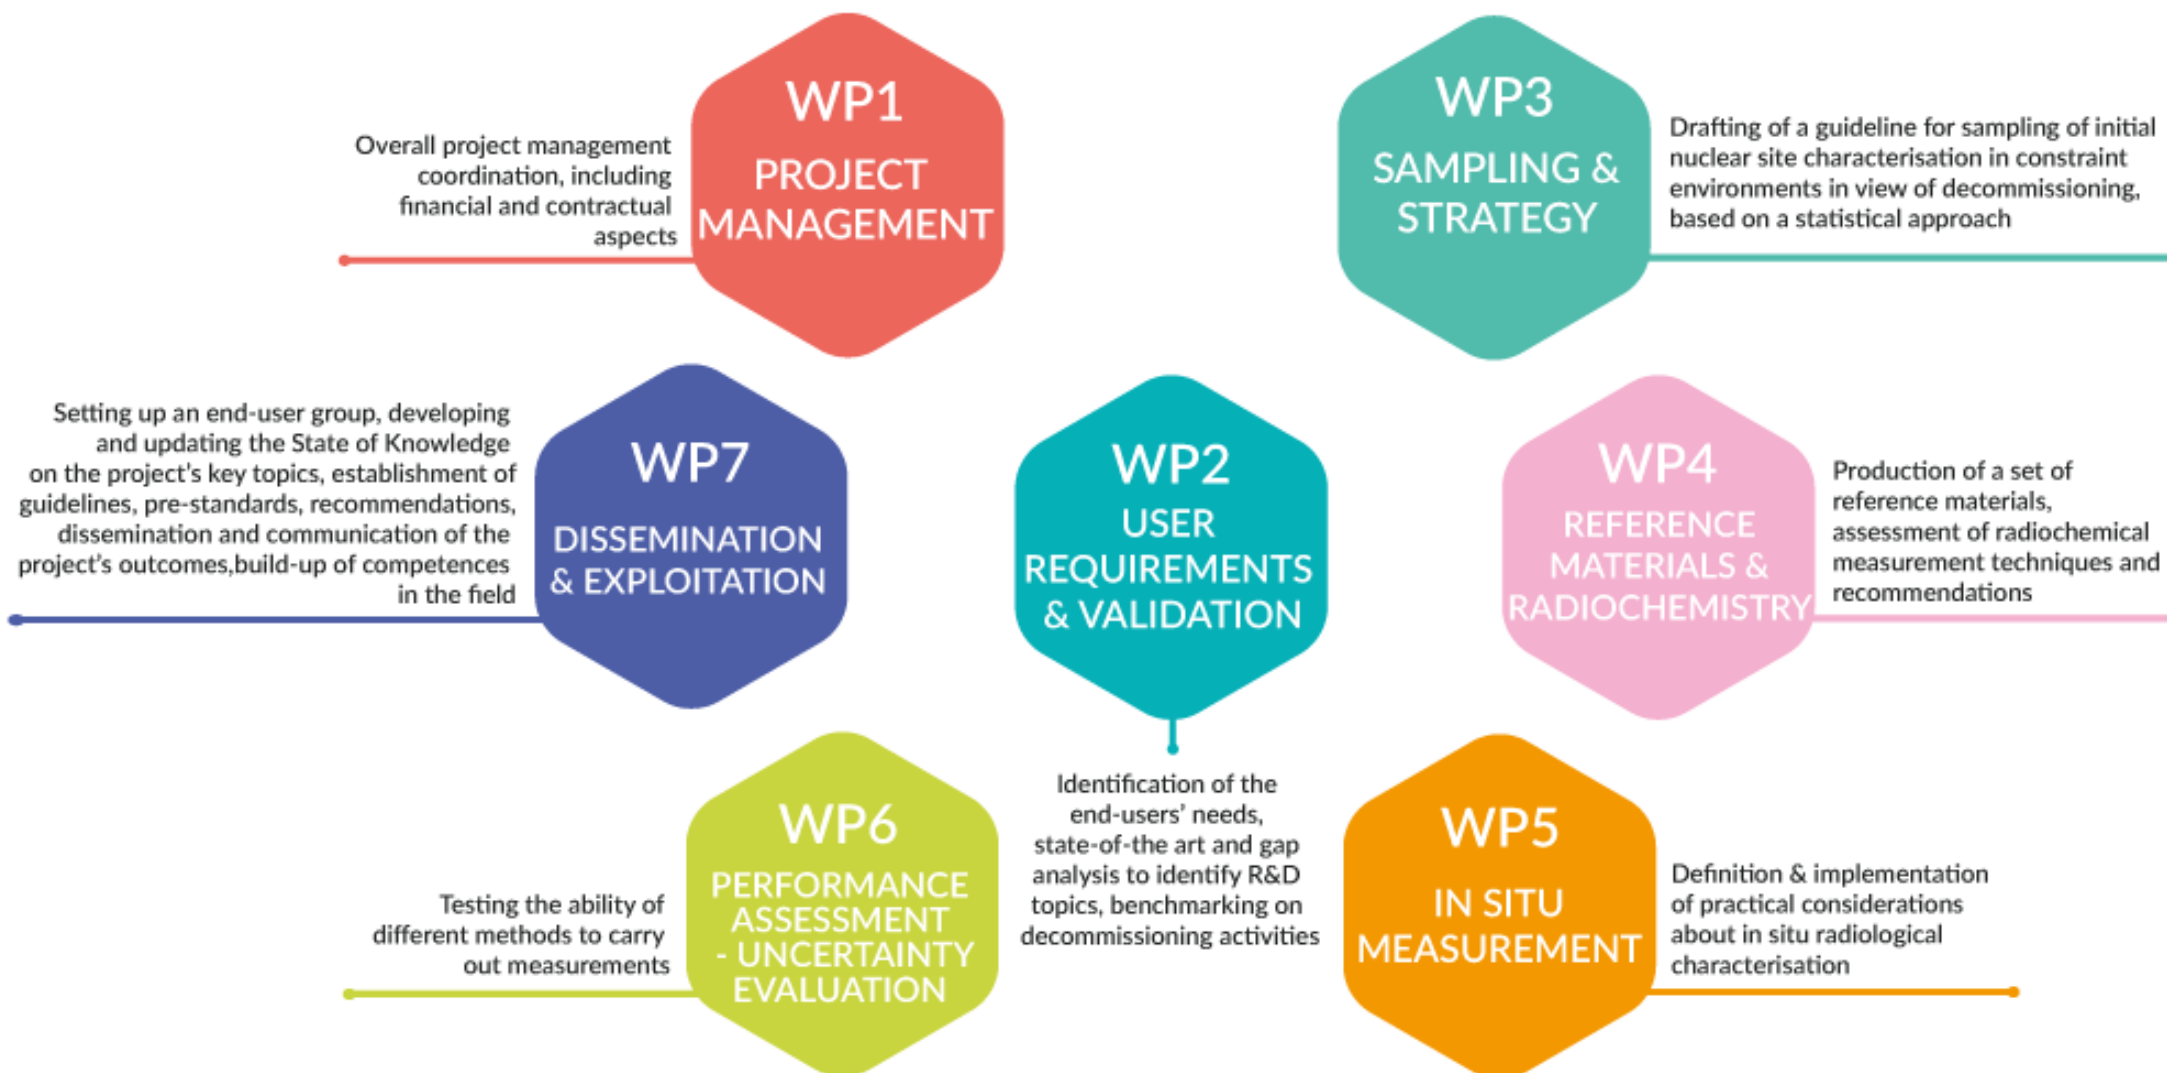 WP1
PROJECT
MANAGEMENT
Overall project management
coordination, including
financial and contractual
aspects
WP3
SAMPLING &
STRATEGY
Drafting of a guideline for sampling of initial
nuclear site characterisation in constraint
environments in view of decommissioning,
based on a statistical approach
WP7
DISSEMINATION
& EXPLOITATION
Setting up an end-user group, developing
and updating the State of Knowledge
on the project's key topics, establishment of
guidelines, pre-standards, recommendations,
dissemination and communication of the
project's outcomes,build-up of competences
in the field
WP2
USER
REQUIREMENTS
& VALIDATION
Identification of the
end-users' needs,
state-of-the art and gap
analysis to identify R&D
topics, benchmarking on
decommissioning activities
WP4
REFERENCE
MATERIALS &
RADIOCHEMISTRY
Production of a set of
reference materials,
assessment of radiochemical
measurement techniques and
recommendations
WP6
PERFORMANCE
ASSESSMENT
- UNCERTAINTY
EVALUATION
Testing the ability of
different methods to carry
out measurements
WP5
IN SITU
MEASUREMENT
Definition & implementation
of practical considerations
about in situ radiological
characterisation